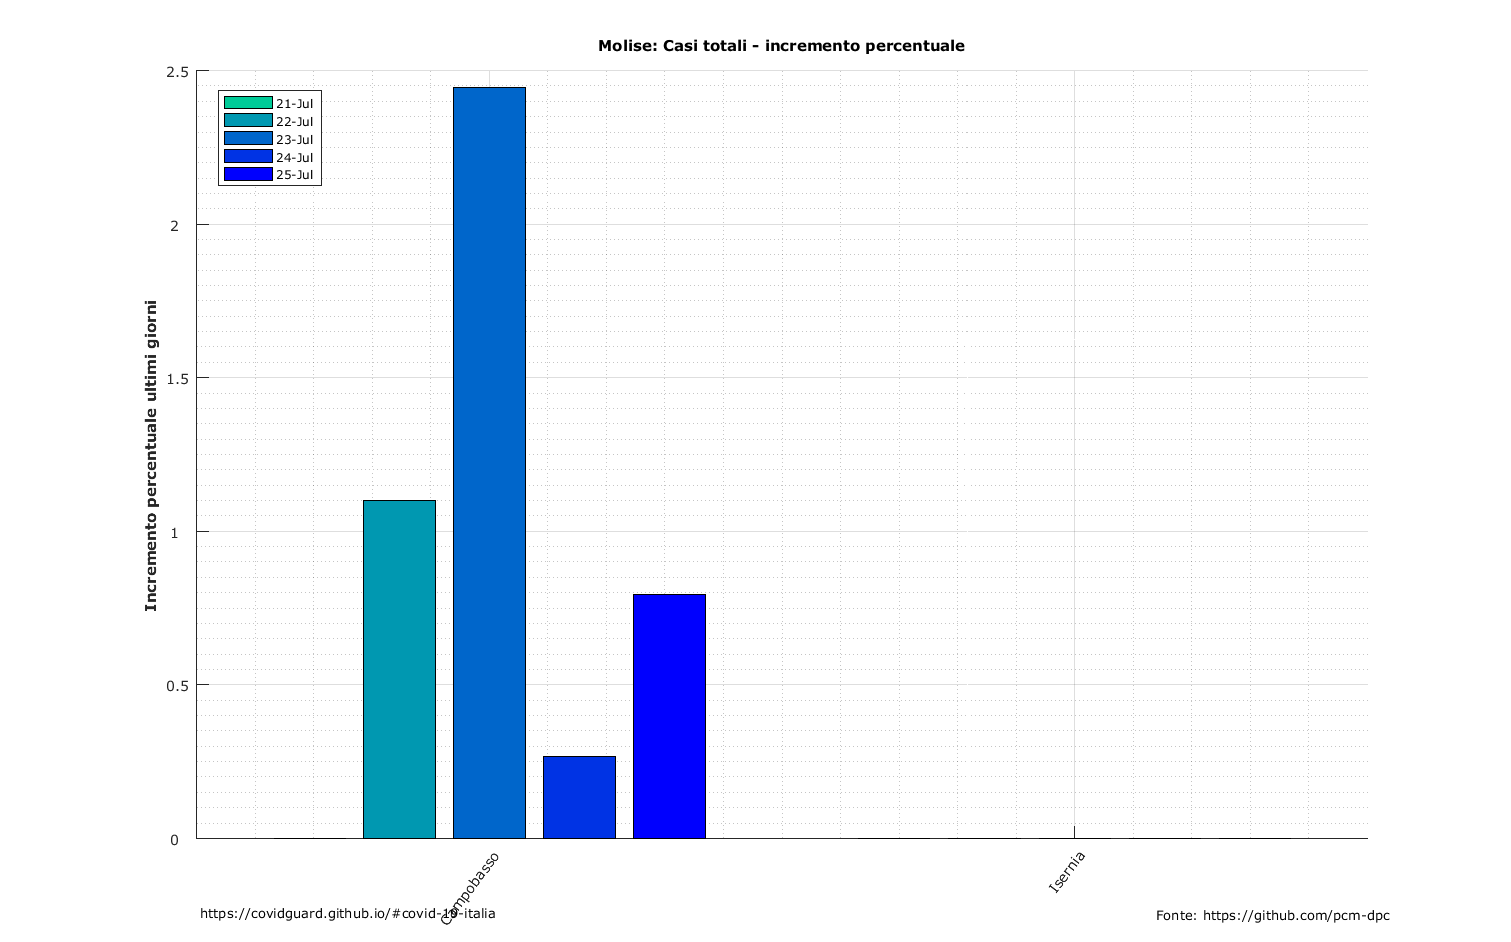 Molise: Casi totali - incremento percentuale
2.5
2
1.5
1
0.5
0
Incremento percentuale ultimi giorni
21-Jul
22-Jul
23-Jul
24-Jul
25-Jul
Campobasso
Isernia
https://covidguard.github.io/#covid-19-italia
Fonte: https://github.com/pcm-dpc